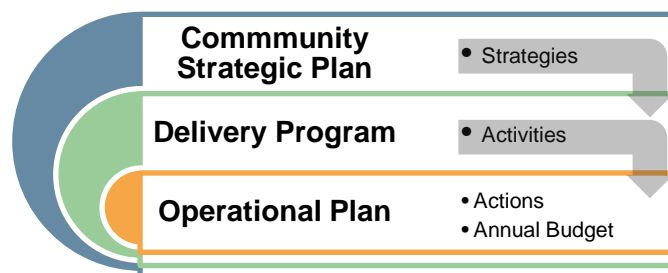 Commmunity
Strategic Plan
• Strategies
Delivery Program
• Activities
Operational Plan
• Actions
• Annual Budget